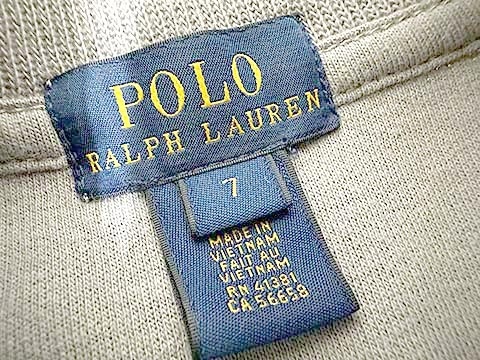 POLO
RALPH LAUREN
7
MADE IN
VIETNAM
FAIT AU
VIETNAM
RN 41381
CA 56658